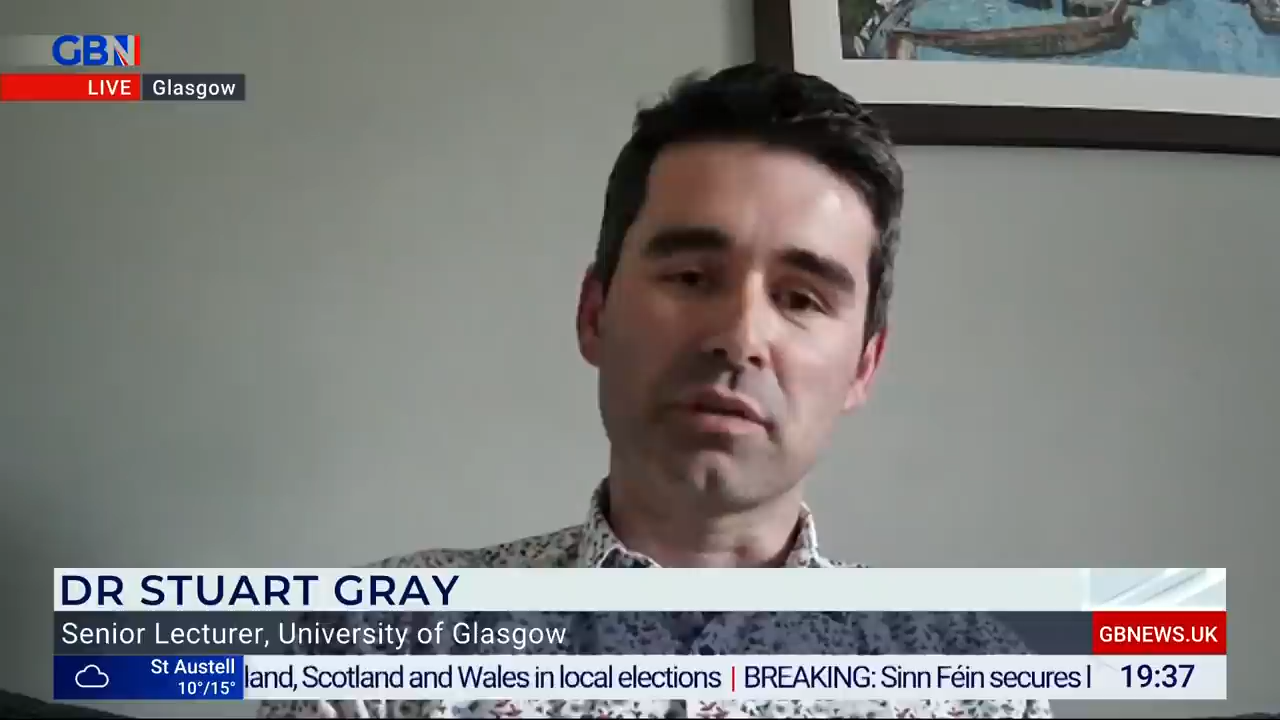 GBN
LIVE Glasgow
DR STUART GRAY
Senior Lecturer, University of Glasgow
GBNEWS.UK
St Austell
10°/15°
land, Scotland and Wales in local elections | BREAKING: Sinn Féin secures
19:37